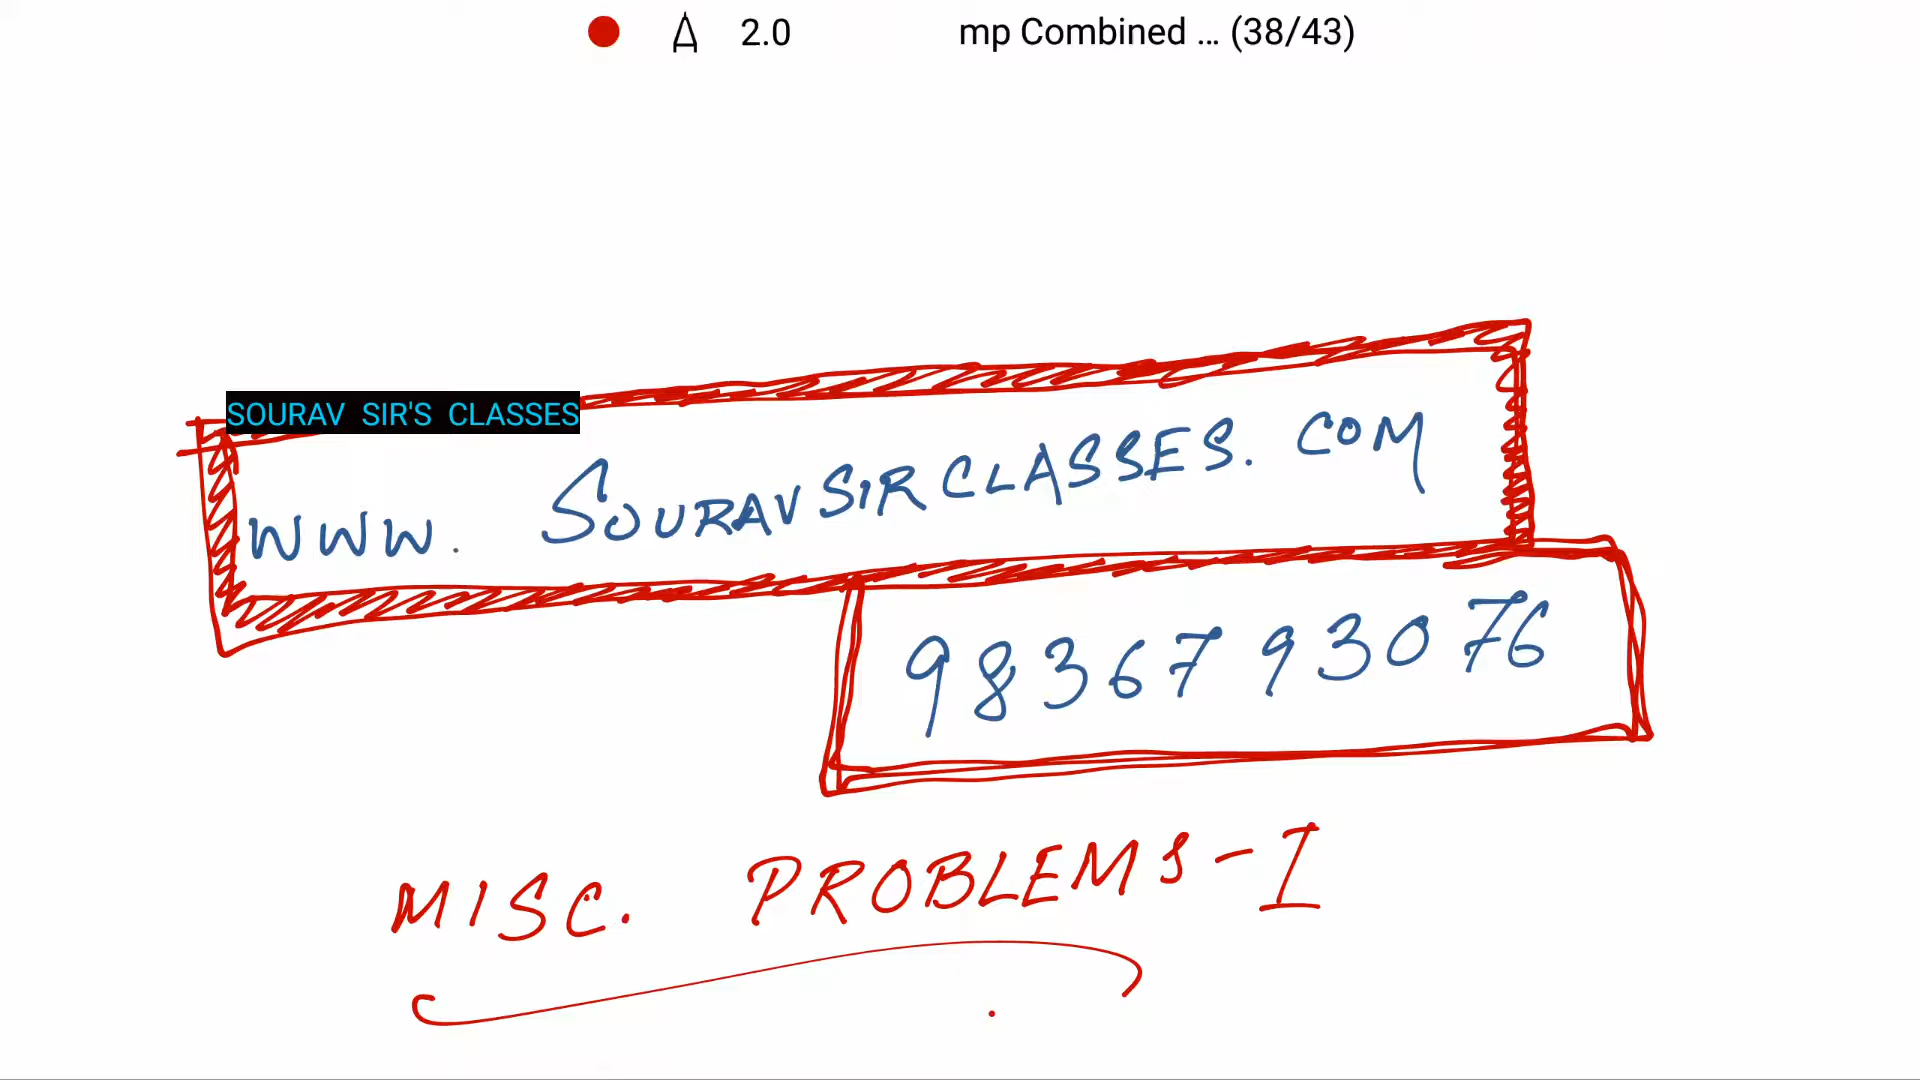 2.0 mp Combined ... (38/43)
SOURAV SIR'S CLASSES
www. SOURAVSIRCLASSES. COM
9836793076
MISC. PROBLEMS-I